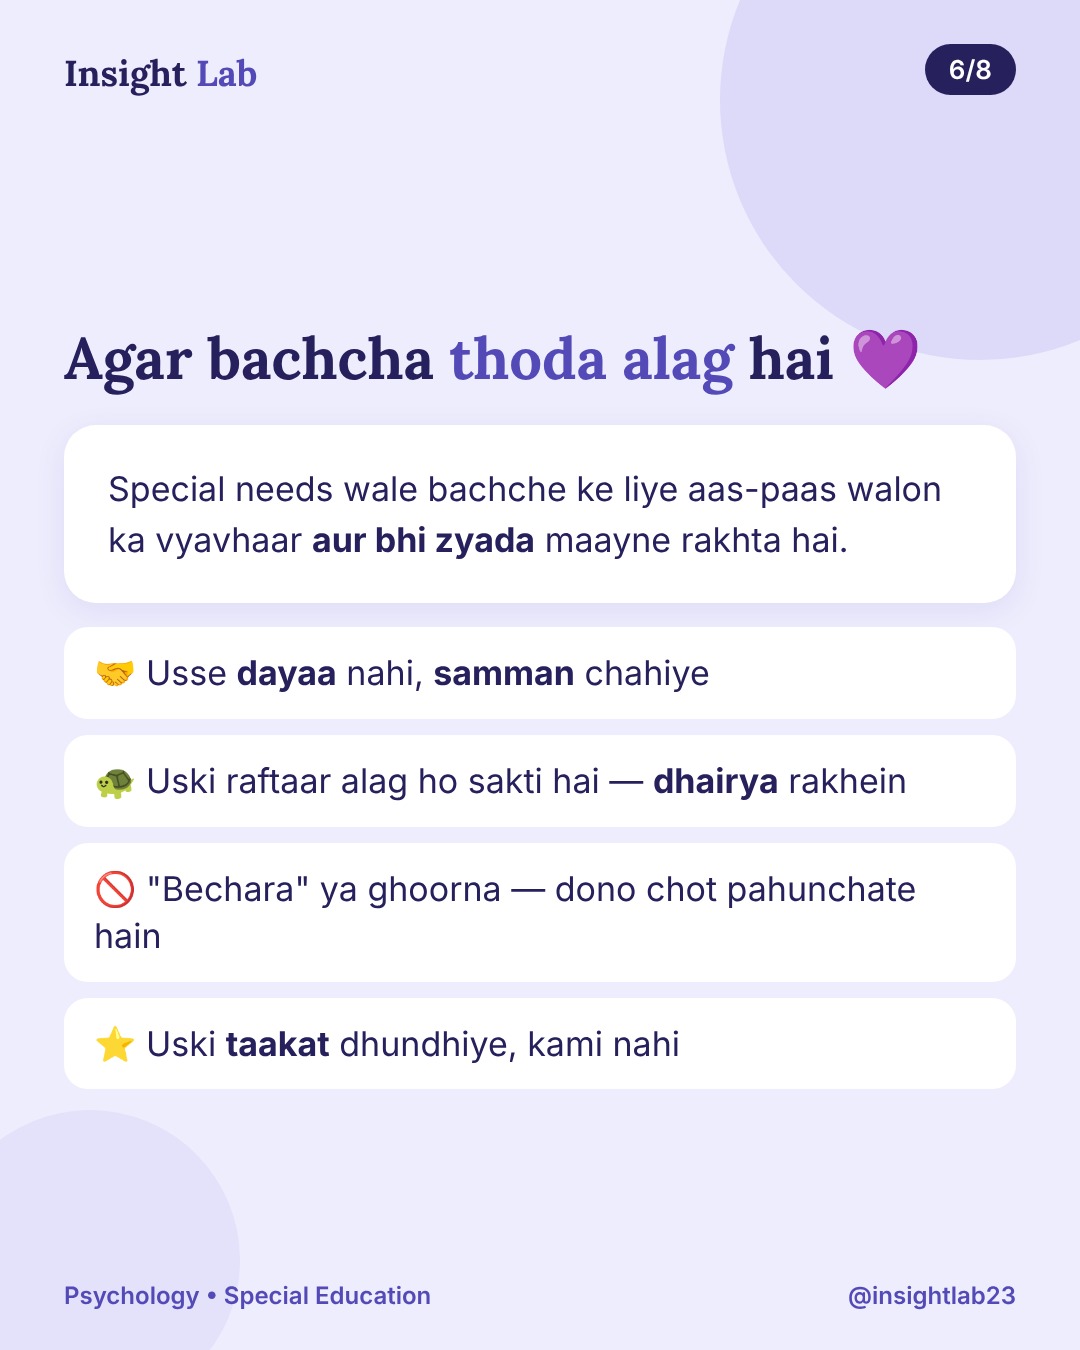 Insight Lab
6/8
Agar bachcha thoda alag hai 💜
Special needs wale bachche ke liye aas-paas walon
ka vyavhaar aur bhi zyada maayne rakhta hai.
🤝 Usse dayaa nahi, samman chahiye
🐢 Uski raftaar alag ho sakti hai — dhairya rakhein
🚫 "Bechara" ya ghoorna — dono chot pahunchate
hain
⭐ Uski taakat dhundhiye, kami nahi
Psychology • Special Education
@insightlab23